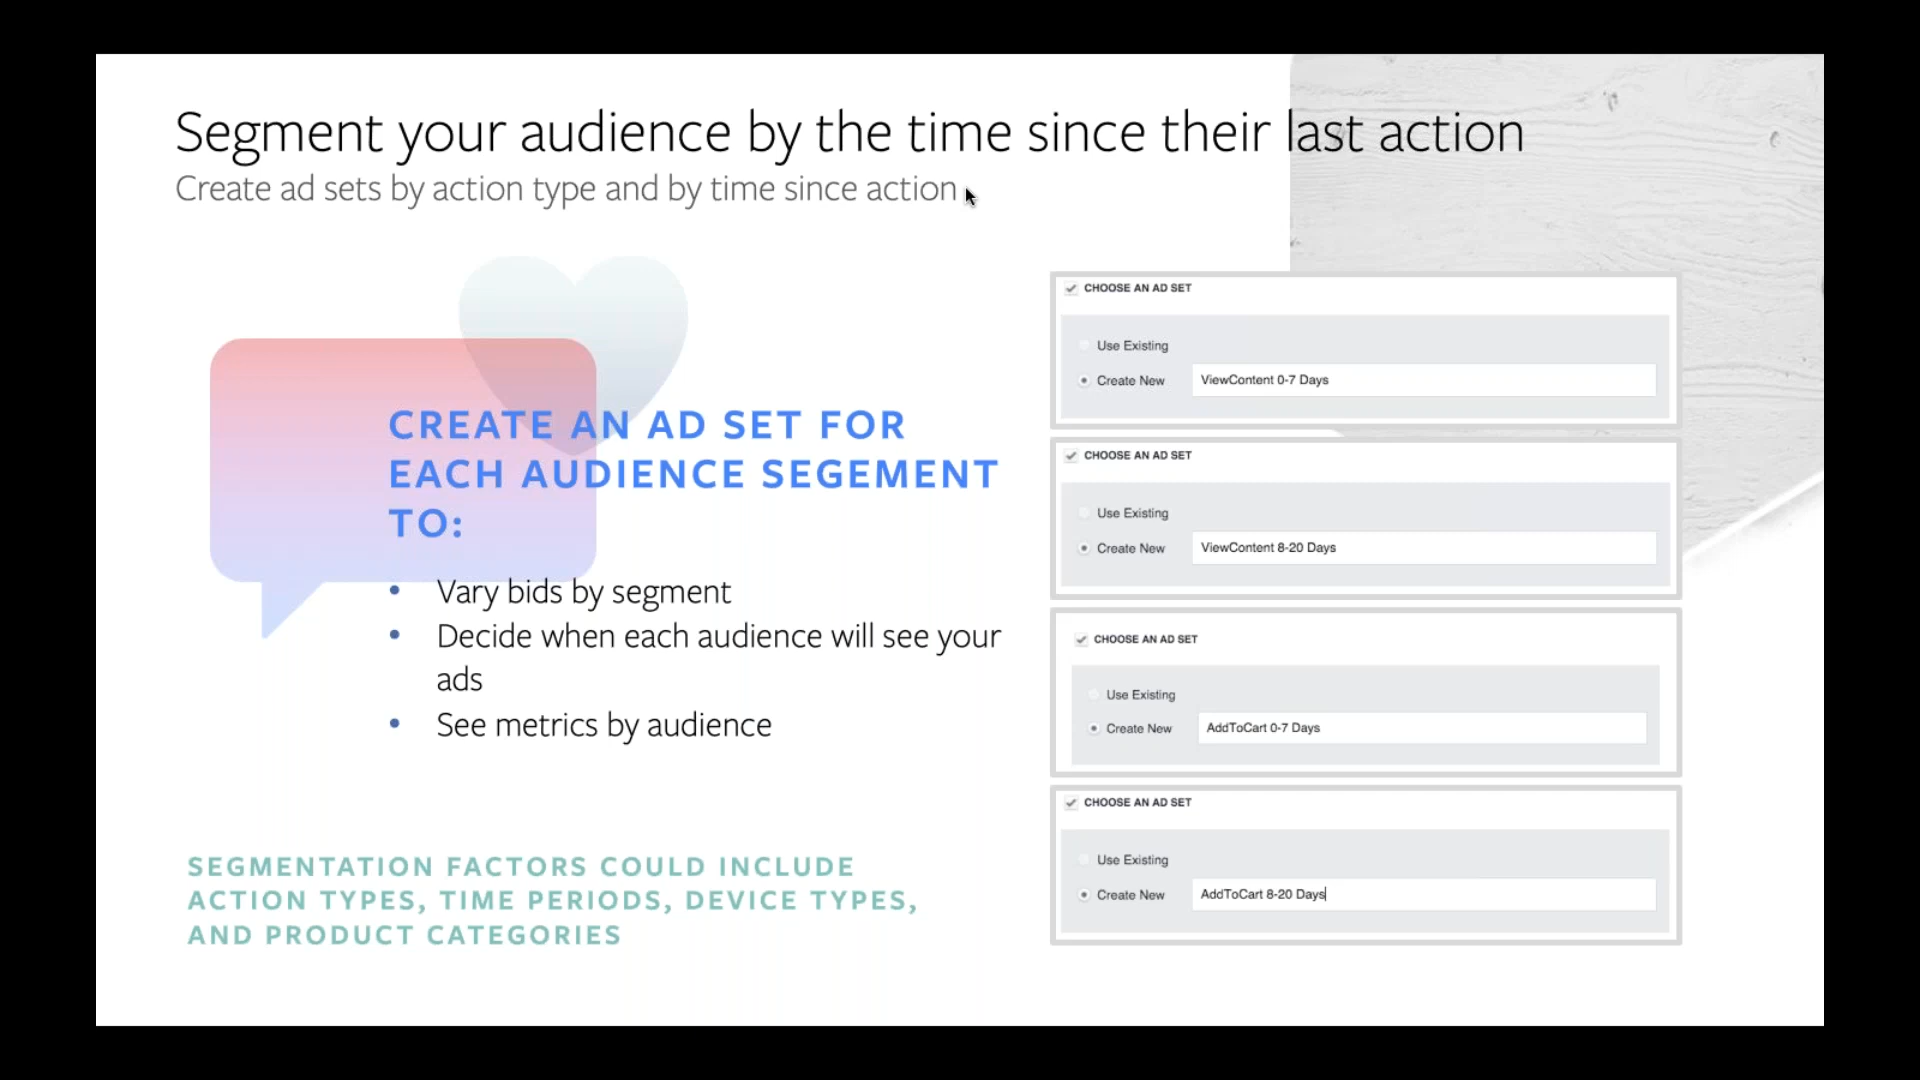 Segment your audience by the time since their last action
Create ad sets by action type and by time since action
CREATE AN AD SET FOR
EACH AUDIENCE SEGEMENT
TO:
• Vary bids by segment
• Decide when each audience will see your
ads
• See metrics by audience
SEGMENTATION FACTORS COULD INCLUDE
ACTION TYPES, TIME PERIODS, DEVICE TYPES,
AND PRODUCT CATEGORIES
CHOOSE AN AD SET
Use Existing
Create New ViewContent 0-7 Days
CHOOSE AN AD SET
Use Existing
Create New ViewContent 8-20 Days
CHOOSE AN AD SET
Use Existing
Create New AddToCart 0-7 Days
CHOOSE AN AD SET
Use Existing
Create New AddToCart 8-20 Days